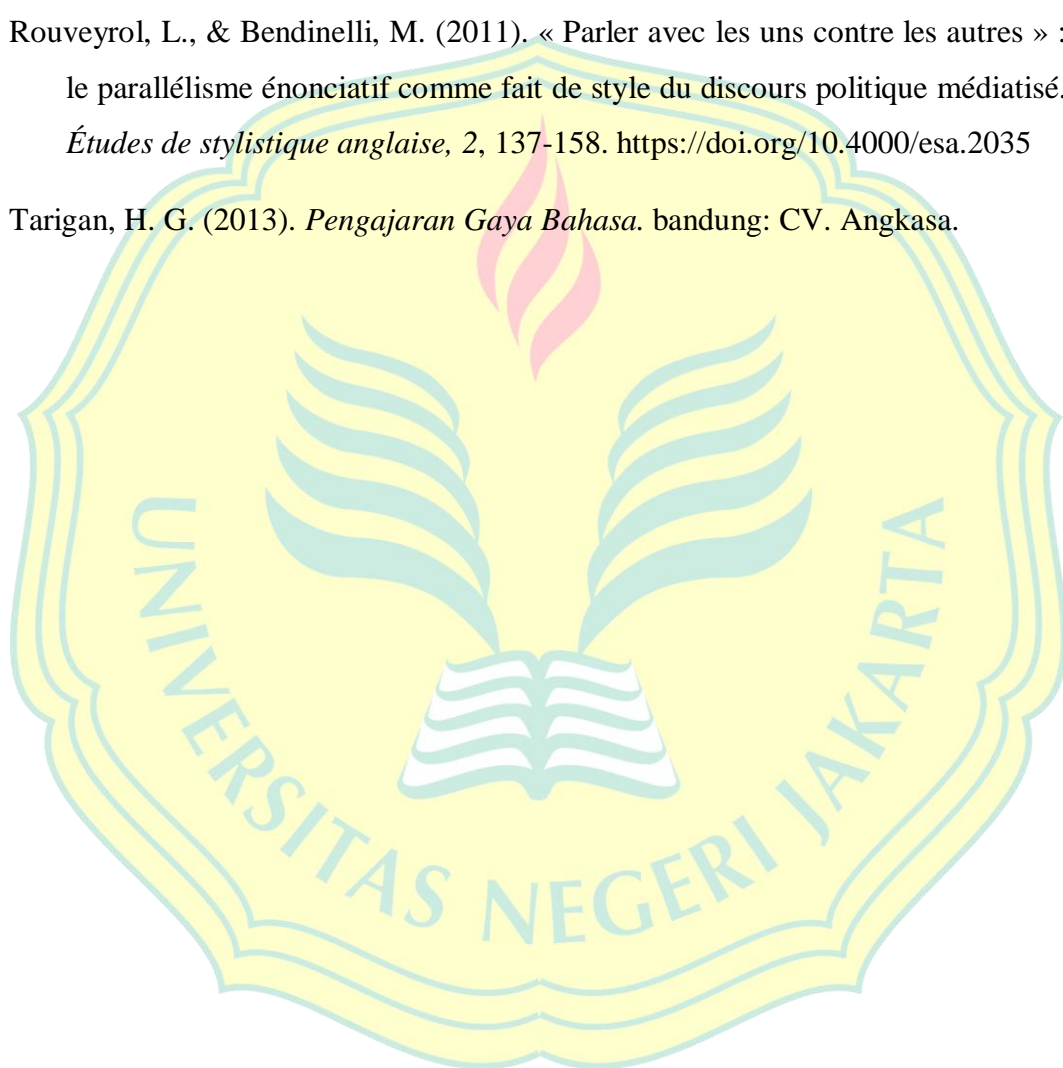 Rouveyrol, L., & Bendinelli, M. (2011). « Parler avec les uns contre les autres » :
le parallélisme énonciatif comme fait de style du discours politique médiatisé.
Études de stylistique anglaise, 2, 137-158. https://doi.org/10.4000/esa.2035
Tarigan, H. G. (2013). Pengajaran Gaya Bahasa. bandung: CV. Angkasa.
UNIVERSITAS NEGERI JAKARTA